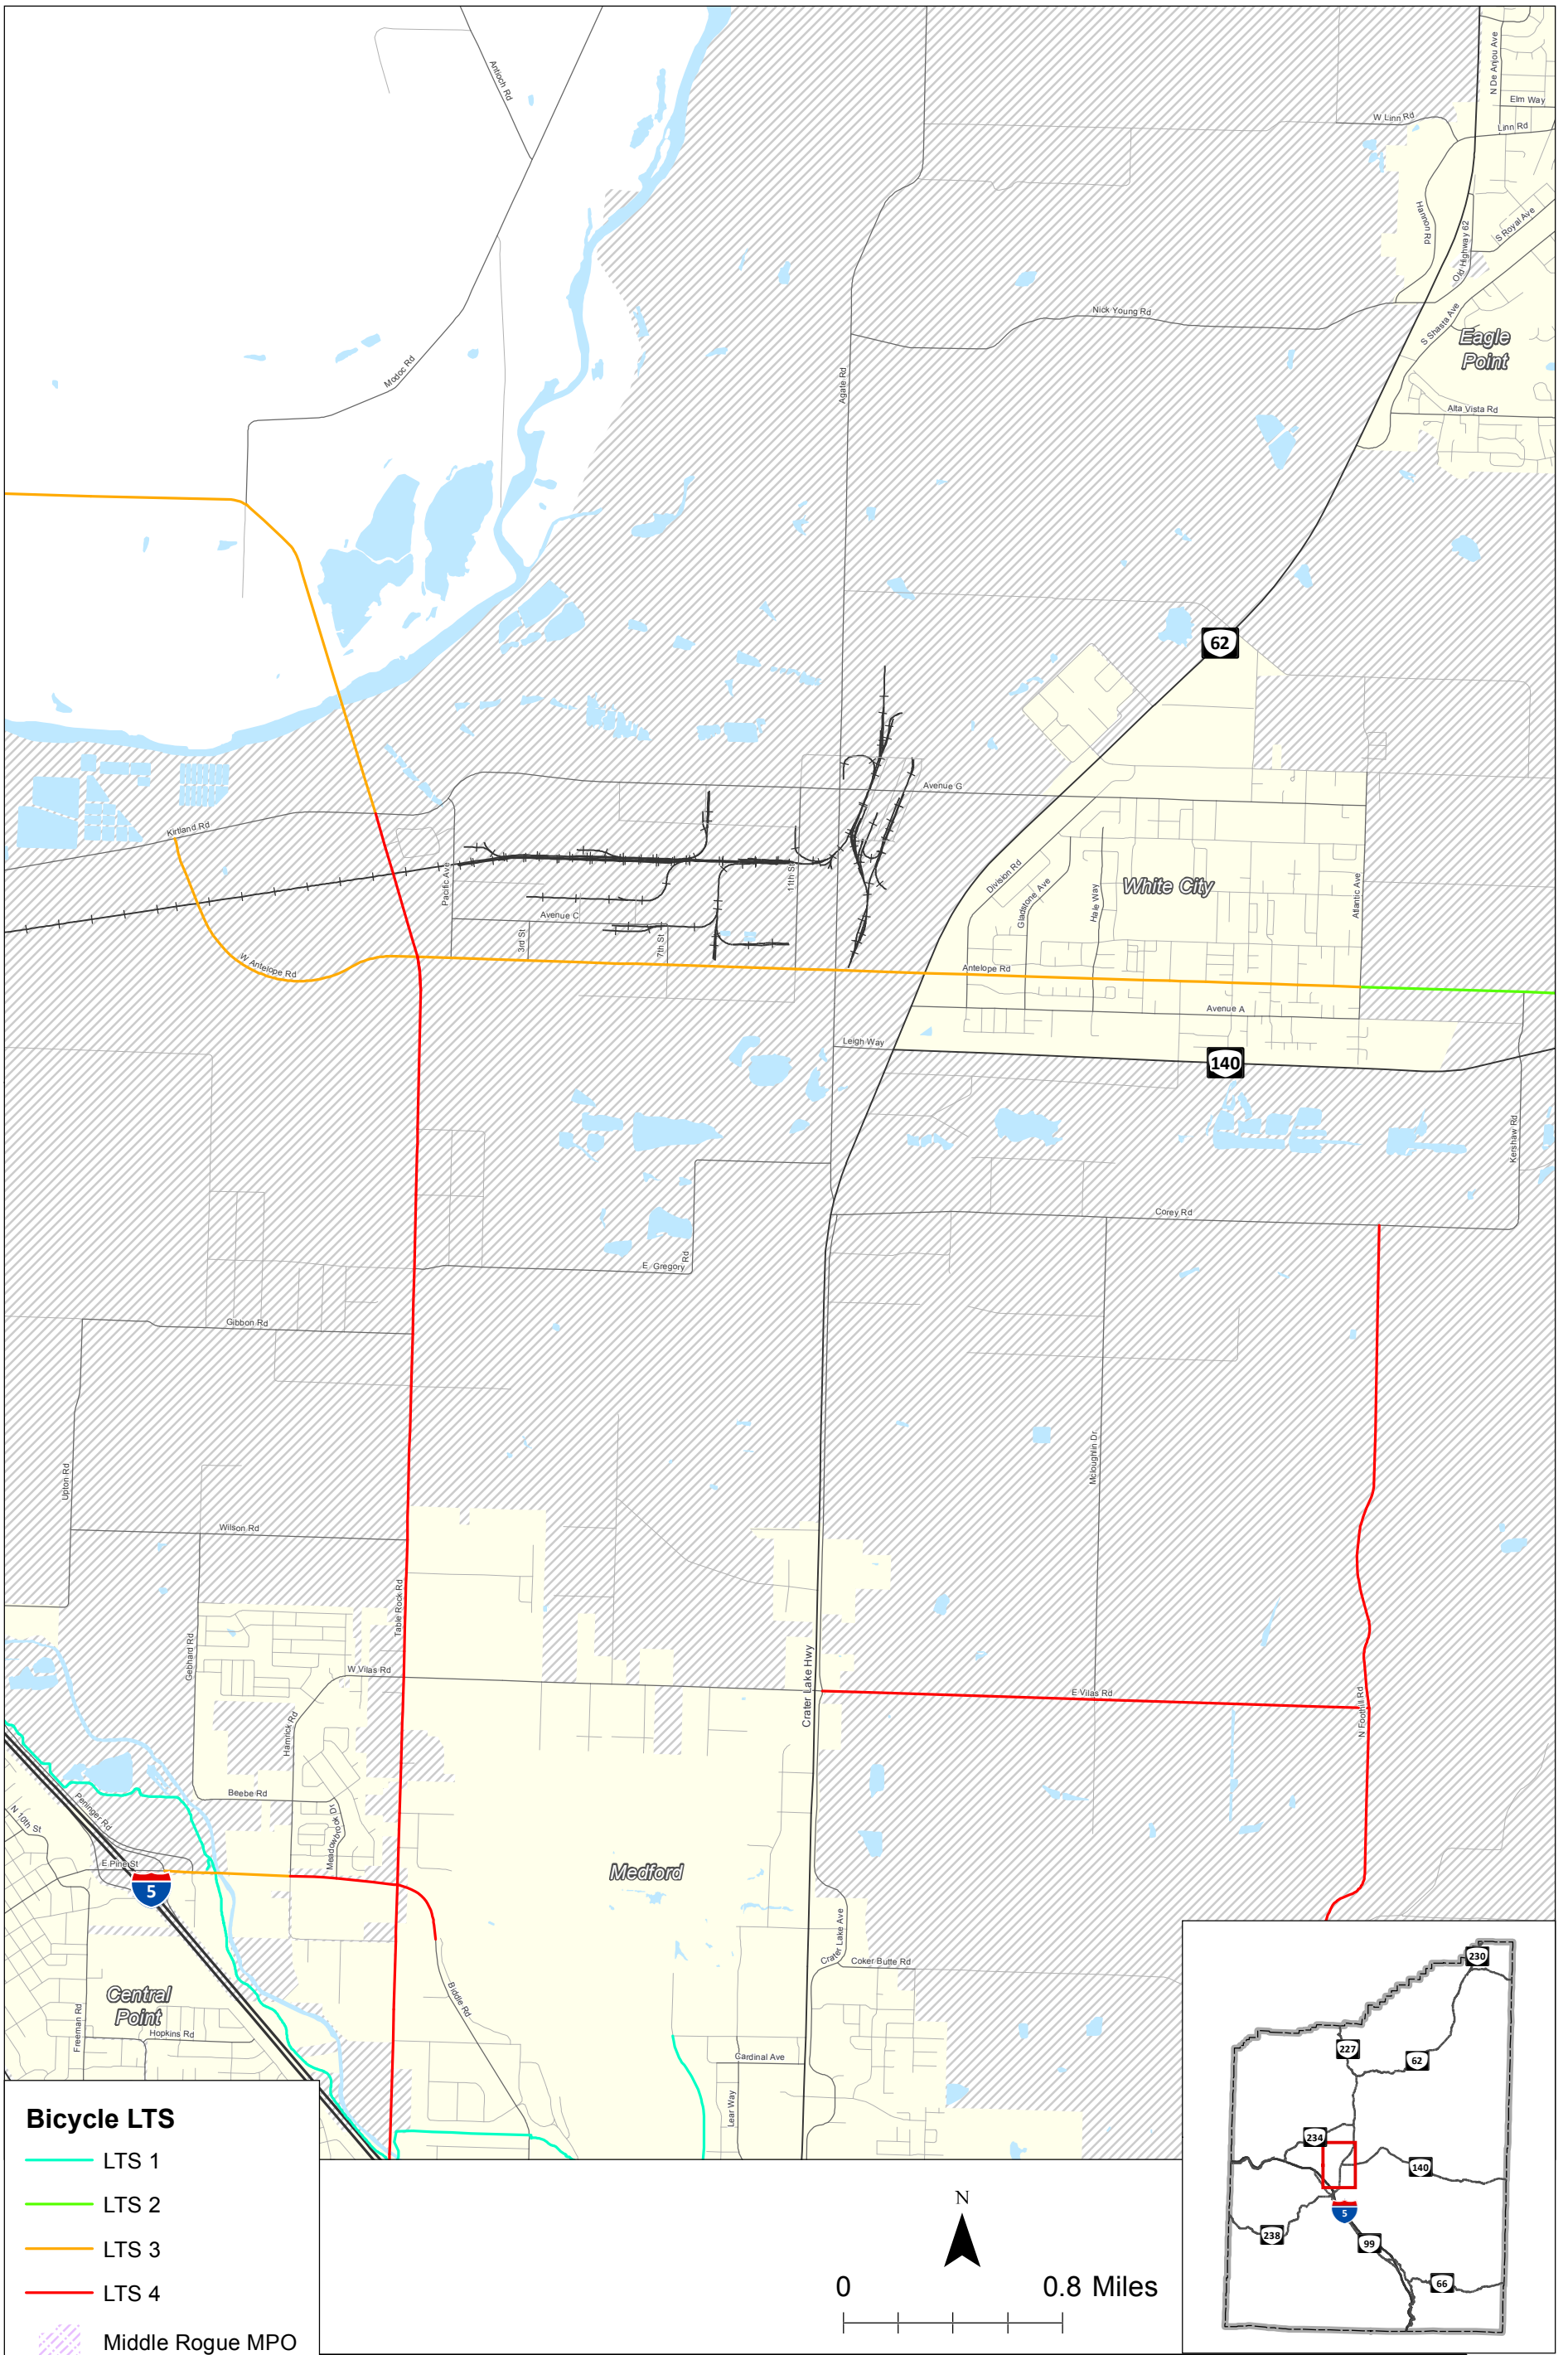 Antioch Rd
N De Anjou Ave
Elm Way
W Linn Rd
Linn Rd
Hannon Rd
Old Highway 62
S Royal Ave
Nick Young Rd
S Shasta Ave
Eagle
Point
Modoc Rd
Agate Rd
Alta Vista Rd
62
Avenue G
Kirtland Rd
Pacific Ave
11th St
Division Rd
Gladstone Ave
Hale Way
White City
Atlantic Ave
Avenue C
3rd St
7th St
W Antelope Rd
Antelope Rd
Avenue A
Leigh Way
140
Kershaw Rd
Corey Rd
E Gregory
Rd
Gibbon Rd
Upton Rd
Mcloughlin Dr
Wilson Rd
Table Rock Rd
Gebhard Rd
W Vilas Rd
Crater Lake Hwy
E Vilas Rd
N Foothill Rd
Hamrick Rd
Beebe Rd
Peninger Rd
N 10th St
Meadowbrook Dr
E Pine St
5
Medford
Crater Lake Ave
Coker Butte Rd
Biddle Rd
Central
Point
Freeman Rd
Hopkins Rd
Cardinal Ave
Lear Way
Bicycle LTS
LTS 1
LTS 2
LTS 3
LTS 4
Middle Rogue MPO
N
0 0.8 Miles
230
227
62
234
140
5
238
99
66